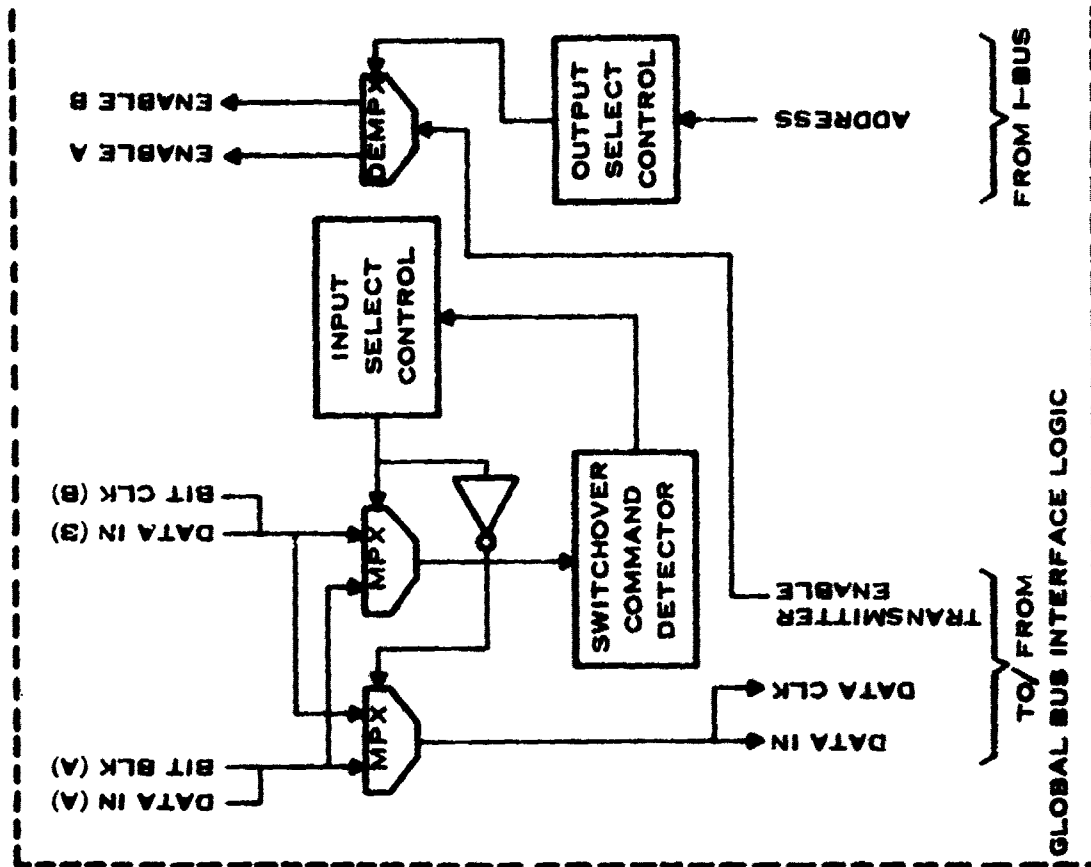 DATA IN (A)
BIT BLK (A)
DATA IN (3)
BIT CLK (B)
ENABLE A
ENABLE B
MPX
MPX
DEMPX
INPUT
SELECT
CONTROL
SWITCHOVER
COMMAND
DETECTOR
OUTPUT
SELECT
CONTROL
DATA IN
DATA CLK
TRANSMITTER
ENABLE
ADDRESS
TO/FROM
GLOBAL BUS INTERFACE LOGIC
FROM I-BUS